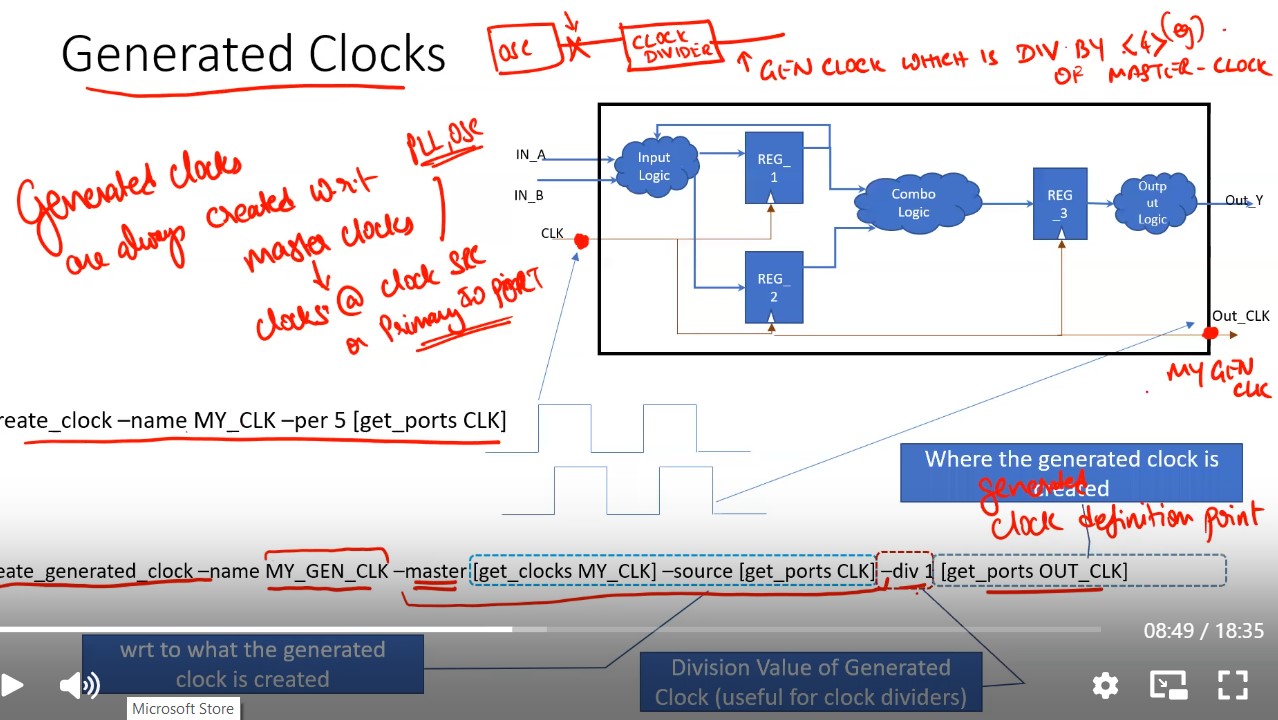 Generated Clocks
OSC
CLOCK
DIVIDER
GEN CLOCK WHICH IS DIV BY <4>(eg)
OF MASTER-CLOCK
Generated clocks
are always created wrt
master clocks
PLL, OSC
clocks @ clock SRC
or Primary IO PORT
IN_A
IN_B
CLK
Input
Logic
REG_
1
REG_
2
Combo
Logic
REG
_3
Outp
ut
Logic
Out_Y
Out_CLK
MY GEN
CLK
reate_clock –name MY_CLK –per 5 [get_ports CLK]
Where the generated clock is
created
generated
clock definition point
eate_generated_clock –name MY_GEN_CLK –master [get_clocks MY_CLK] –source [get_ports CLK] –div 1 [get_ports OUT_CLK]
08:49 / 18:35
wrt to what the generated
clock is created
Division Value of Generated
Clock (useful for clock dividers)
Microsoft Store